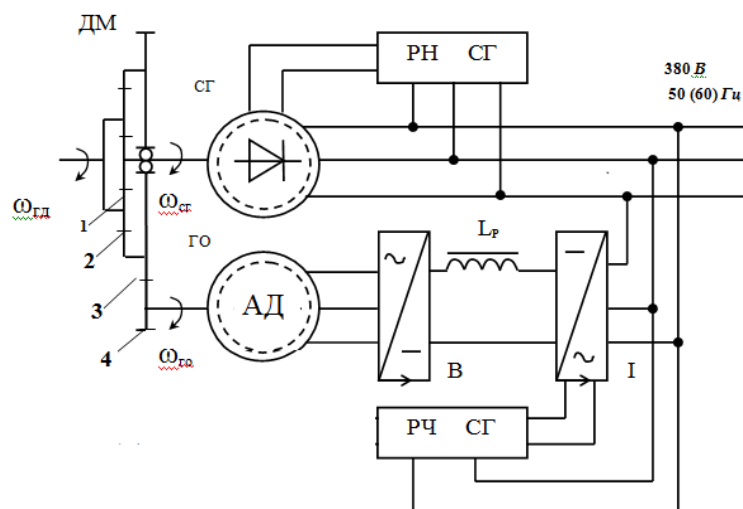 ДМ
РН СГ
380 В
50 (60) Гц
СГ
ωГД
1
ωСГ
2
ГО
LР
3
АД
4
ωГО
В
I
РЧ СГ